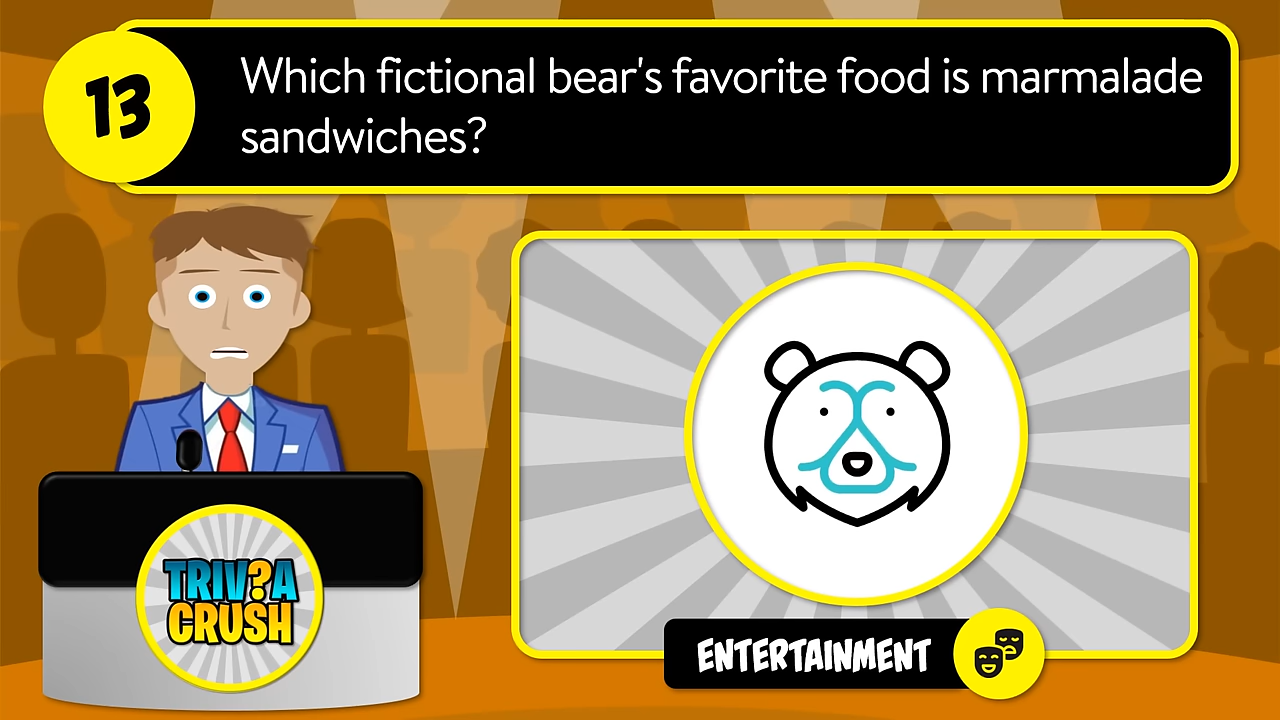 13
Which fictional bear's favorite food is marmalade
sandwiches?
TRIV?A
CRUSH
ENTERTAINMENT